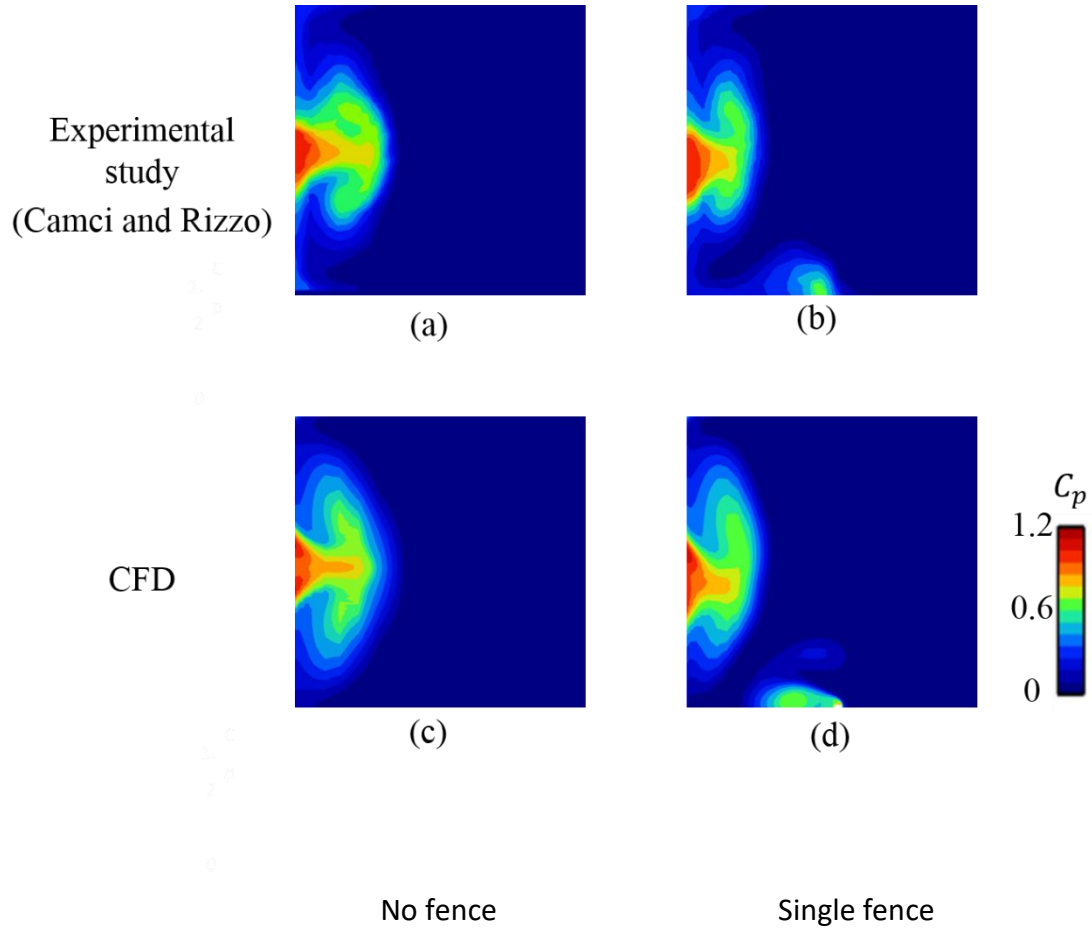 Experimental
study
(Camci and Rizzo)
(a)
(b)
CFD
C_p
1.2
0.6
0
(c)
(d)
No fence
Single fence